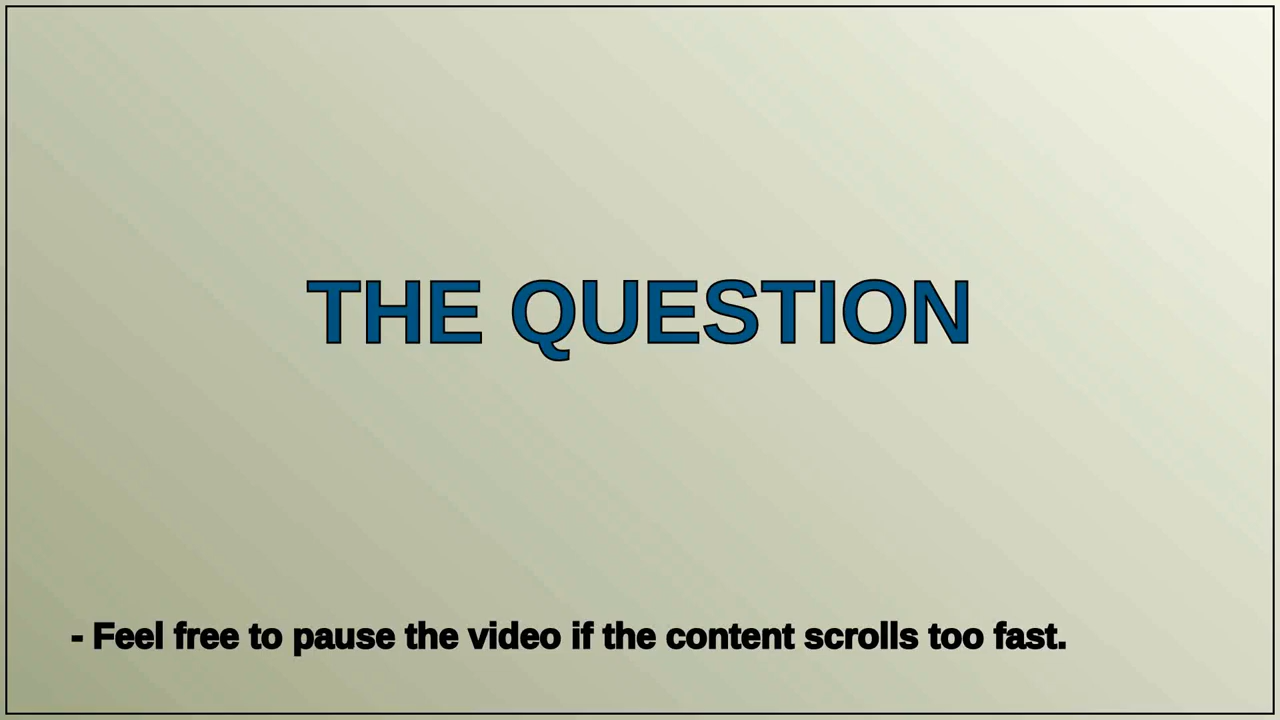 THE QUESTION
- Feel free to pause the video if the content scrolls too fast.